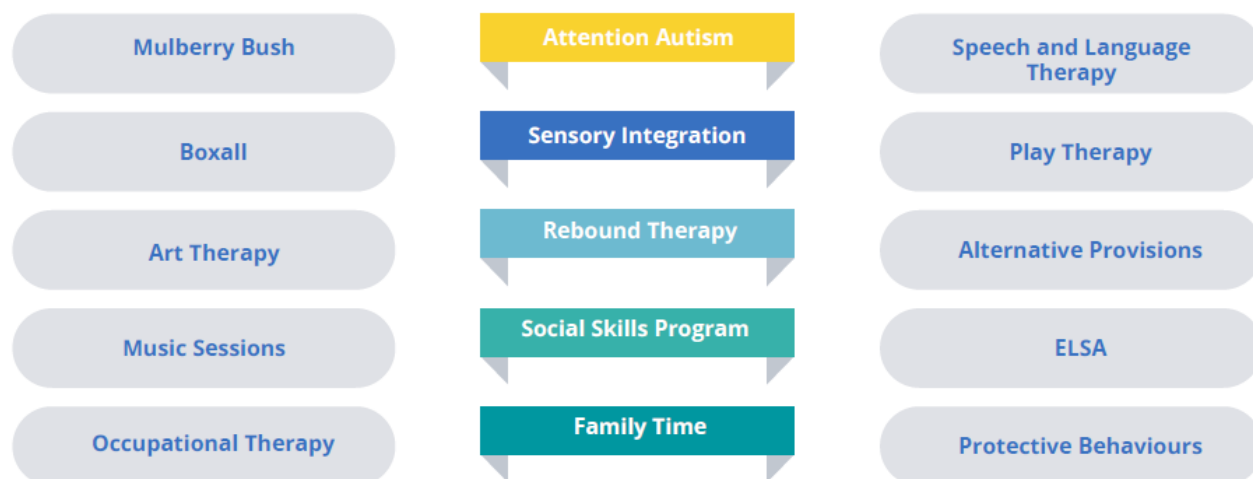 Mulberry Bush
Attention Autism
Speech and Language
Therapy
Boxall
Sensory Integration
Play Therapy
Art Therapy
Rebound Therapy
Alternative Provisions
Music Sessions
Social Skills Program
ELSA
Occupational Therapy
Family Time
Protective Behaviours